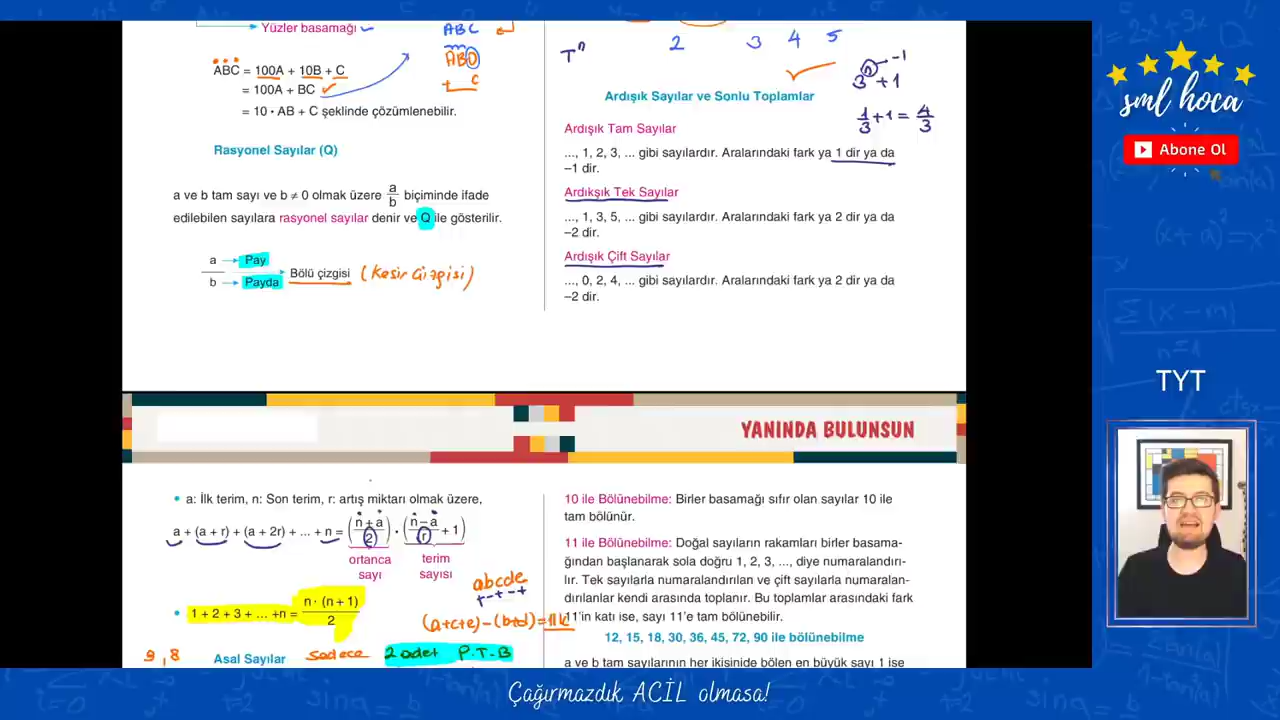 Yüzler basamağı
ABC
ABO
+ C
ABC = 100A + 10B + C
= 100A + BC
= 10 · AB + C şeklinde çözümlenebilir.
Rasyonel Sayılar (Q)
a ve b tam sayı ve b ≠ 0 olmak üzere a/b biçiminde ifade
edilebilen sayılara rasyonel sayılar denir ve Q ile gösterilir.
a → Pay
Bölü çizgisi (Kesir Çizgisi)
b → Payda
Tⁿ
2 3 4 5
Ardışık Sayılar ve Sonlu Toplamlar
3ⁿ + 1
-1
1/3 + 1 = 4/3
Ardışık Tam Sayılar
..., 1, 2, 3, ... gibi sayılardır. Aralarındaki fark ya 1 dir ya da
–1 dir.
Ardıkşık Tek Sayılar
..., 1, 3, 5, ... gibi sayılardır. Aralarındaki fark ya 2 dir ya da
–2 dir.
Ardışık Çift Sayılar
..., 0, 2, 4, ... gibi sayılardır. Aralarındaki fark ya 2 dir ya da
–2 dir.
YANINDA BULUNSUN
• a: İlk terim, n: Son terim, r: artış miktarı olmak üzere,
a + (a + r) + (a + 2r) + ... + n = ((n + a)/2) · ((n – a)/r + 1)
ortanca sayı
terim sayısı
• 1 + 2 + 3 + ... +n = n · (n + 1)/2
abcde
+-+-+
(a+c+e)-(b+d)=11k
9,8
Asal Sayılar
sadece 2 adet P.T.B
10 ile Bölünebilme: Birler basamağı sıfır olan sayılar 10 ile
tam bölünür.
11 ile Bölünebilme: Doğal sayıların rakamları birler basama-
ğından başlanarak sola doğru 1, 2, 3, ..., diye numaralandırı-
lır. Tek sayılarla numaralandırılan ve çift sayılarla numaralan-
dırılanlar kendi arasında toplanır. Bu toplamlar arasındaki fark
11'in katı ise, sayı 11'e tam bölünebilir.
12, 15, 18, 30, 36, 45, 72, 90 ile bölünebilme
a ve b tam sayılarının her ikisinide bölen en büyük sayı 1 ise
sml hoca
Abone Ol
TYT
Çağırmazdık ACİL olmasa!